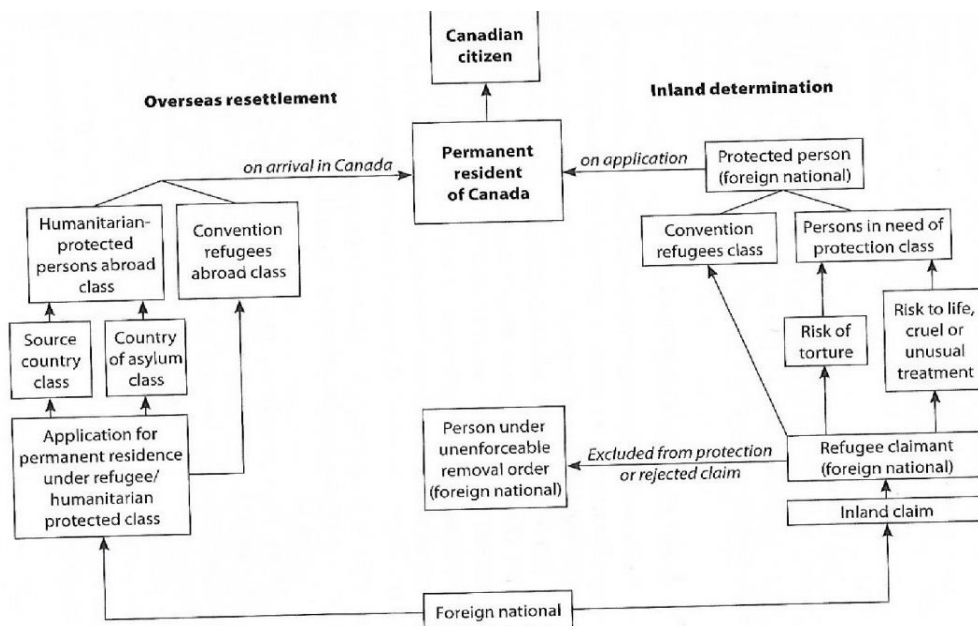 Canadian
citizen
Overseas resettlement
Inland determination
on arrival in Canada
Permanent
resident
of Canada
on application
Protected person
(foreign national)
Humanitarian-
protected
persons abroad
class
Convention
refugees
abroad class
Convention
refugees class
Persons in need of
protection class
Source
country
class
Country
of asylum
class
Risk of
torture
Risk to life,
cruel or
unusual
treatment
Application for
permanent residence
under refugee/
humanitarian
protected class
Person under
unenforceable
removal order
(foreign national)
Excluded from protection
or rejected claim
Refugee claimant
(foreign national)
Inland claim
Foreign national